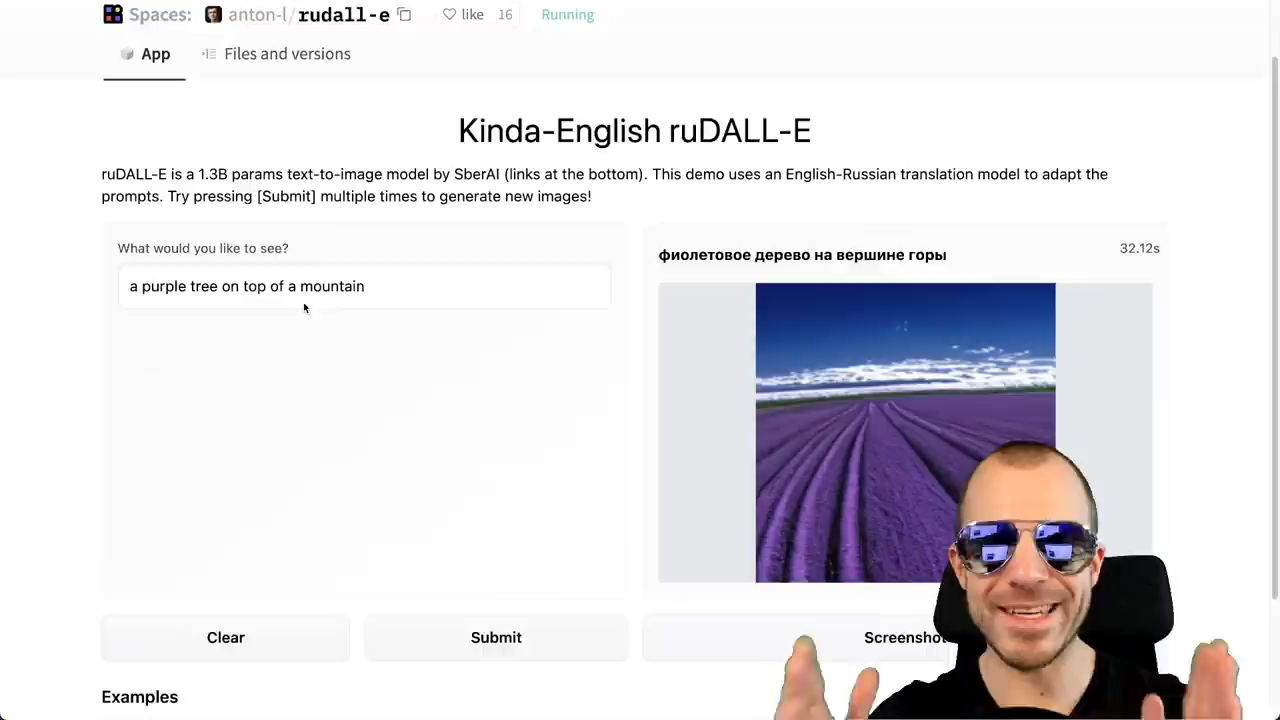 Spaces: anton-l/rudall-e like 16 Running
App Files and versions
Kinda-English ruDALL-E
ruDALL-E is a 1.3B params text-to-image model by SberAI (links at the bottom). This demo uses an English-Russian translation model to adapt the
prompts. Try pressing [Submit] multiple times to generate new images!
What would you like to see?
a purple tree on top of a mountain
фиолетовое дерево на вершине горы 32.12s
Clear Submit Screenshot
Examples